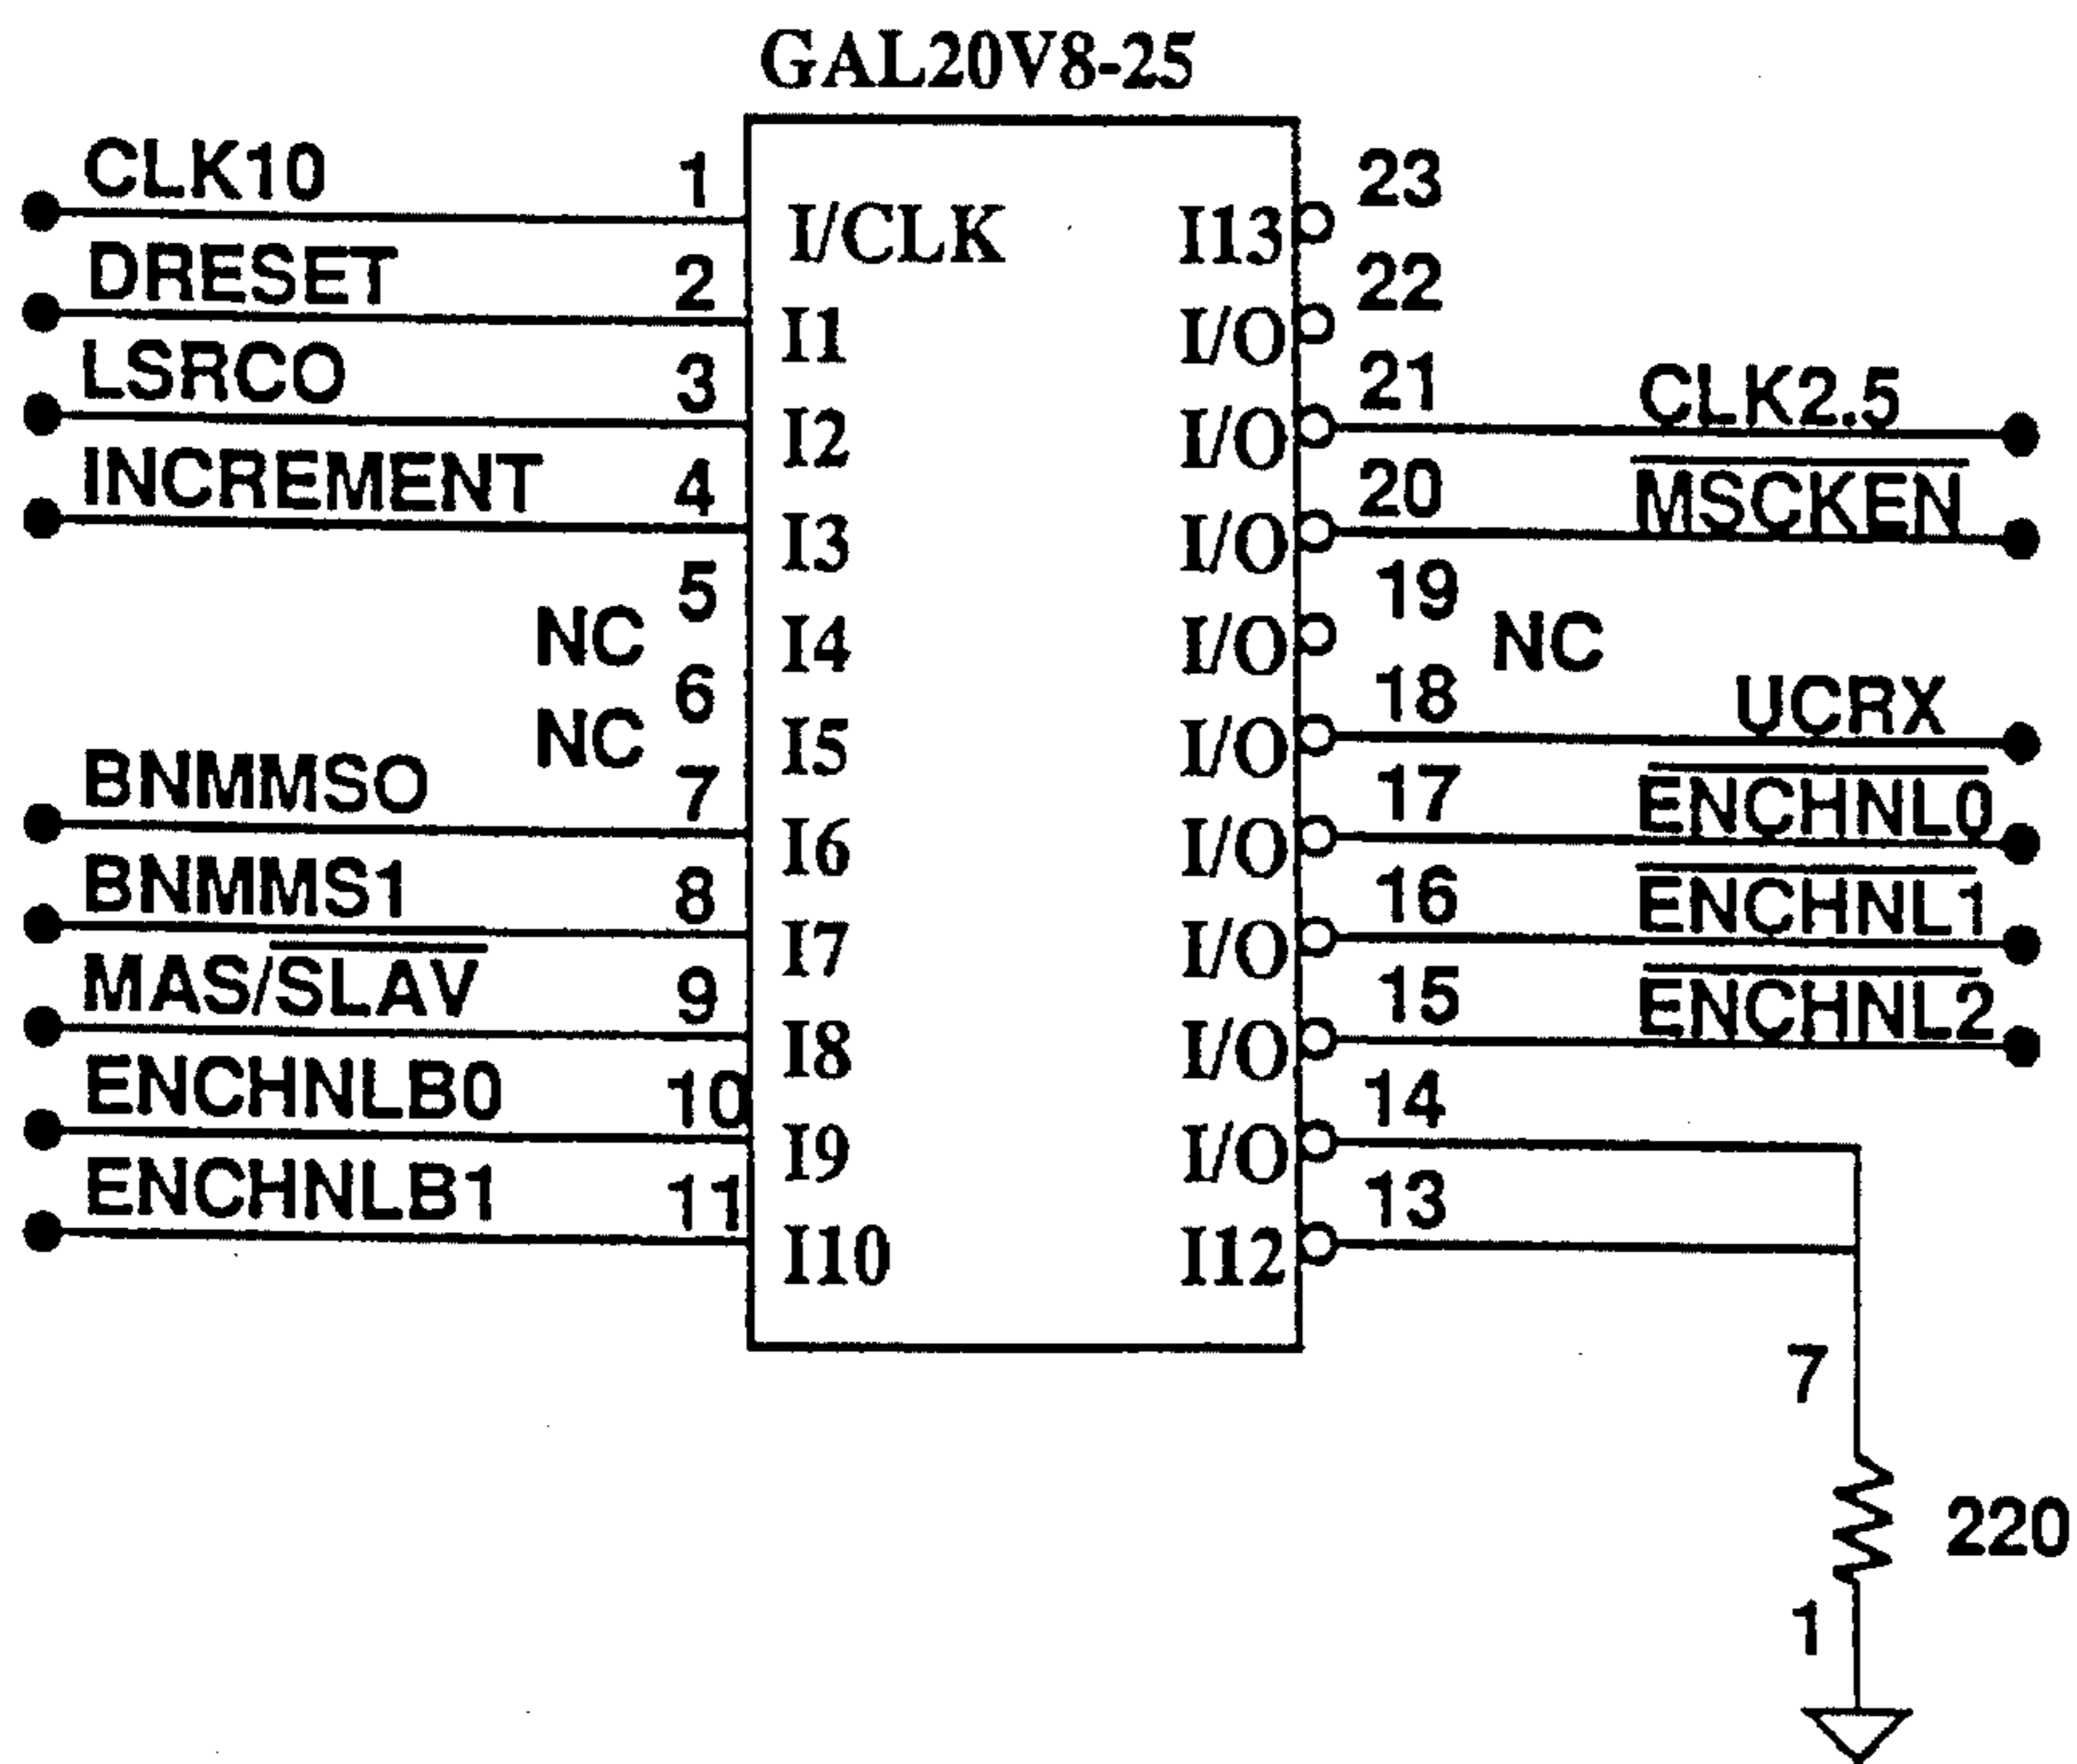 GAL20V8-25
CLK10 1 I/CLK I13 23
DRESET 2 I1 I/O 22
LSRCO 3 I2 I/O 21 CLK2.5
INCREMENT 4 I3 I/O 20 MSCKEN
NC 5 I4 I/O 19 NC
NC 6 I5 I/O 18 UCRX
BNMMSO 7 I6 I/O 17 ENCHNL0
BNMMS1 8 I7 I/O 16 ENCHNL1
MAS/SLAV 9 I8 I/O 15 ENCHNL2
ENCHNLB0 10 I9 I/O 14
ENCHNLB1 11 I10 I12 13
7
220
1